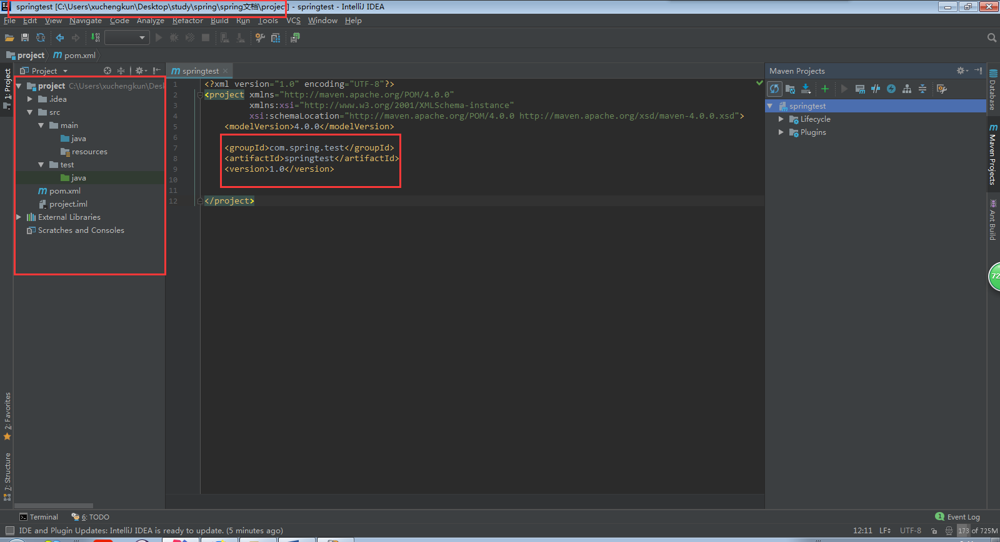 springtest [C:\Users\xuchengkun\Desktop\study\spring\spring文档\project] - springtest - IntelliJ IDEA
File Edit View Navigate Code Analyze Refactor Build Run Tools VCS Window Help
project pom.xml
Project
springtest
Maven Projects
1: Project
project C:\Users\xuchengkun\Des
.idea
src
main
java
resources
test
java
pom.xml
project.iml
External Libraries
Scratches and Consoles
1 <?xml version="1.0" encoding="UTF-8"?>
2 <project xmlns="http://maven.apache.org/POM/4.0.0"
3 xmlns:xsi="http://www.w3.org/2001/XMLSchema-instance"
4 xsi:schemaLocation="http://maven.apache.org/POM/4.0.0 http://maven.apache.org/xsd/maven-4.0.0.xsd">
5 <modelVersion>4.0.0</modelVersion>
6
7 <groupId>com.spring.test</groupId>
8 <artifactId>springtest</artifactId>
9 <version>1.0</version>
10
11
12 </project>
springtest
Lifecycle
Plugins
Database
Maven Projects
Ant Build
72
2: Favorites
7: Structure
Terminal
6: TODO
1 Event Log
IDE and Plugin Updates: IntelliJ IDEA is ready to update. (5 minutes ago)
12:11 LF UTF-8 173 of 725M